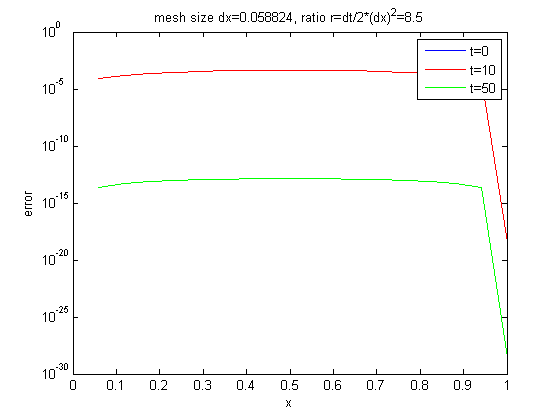 mesh size dx=0.058824, ratio r=dt/2*(dx)^2=8.5
t=0
t=10
t=50
10^0
10^-5
10^-10
10^-15
10^-20
10^-25
10^-30
error
0 0.1 0.2 0.3 0.4 0.5 0.6 0.7 0.8 0.9 1
x